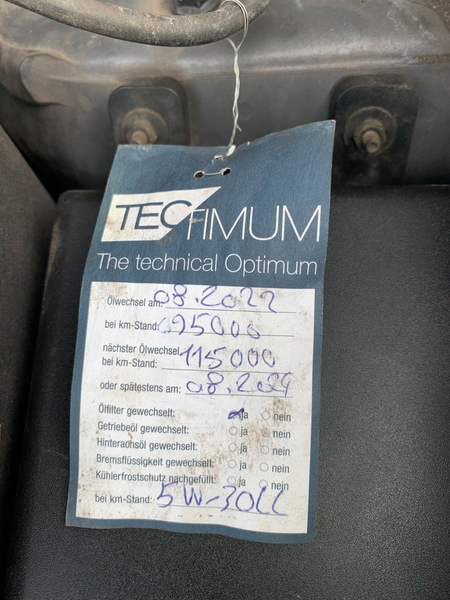 TECTIMUM
The technical Optimum
Ölwechsel am: 08.2022
bei km-Stand: 095000
nächster Ölwechsel
bei km-Stand: 115000
oder spätestens am: 08.2024
Ölfilter gewechselt: ja nein
Getriebeöl gewechselt: ja nein
Hinterachsöl gewechselt: ja nein
Bremsflüssigkeit gewechselt: ja nein
Kühlerfrostschutz nachgefüllt: ja nein
bei km-Stand: 5W-30LL